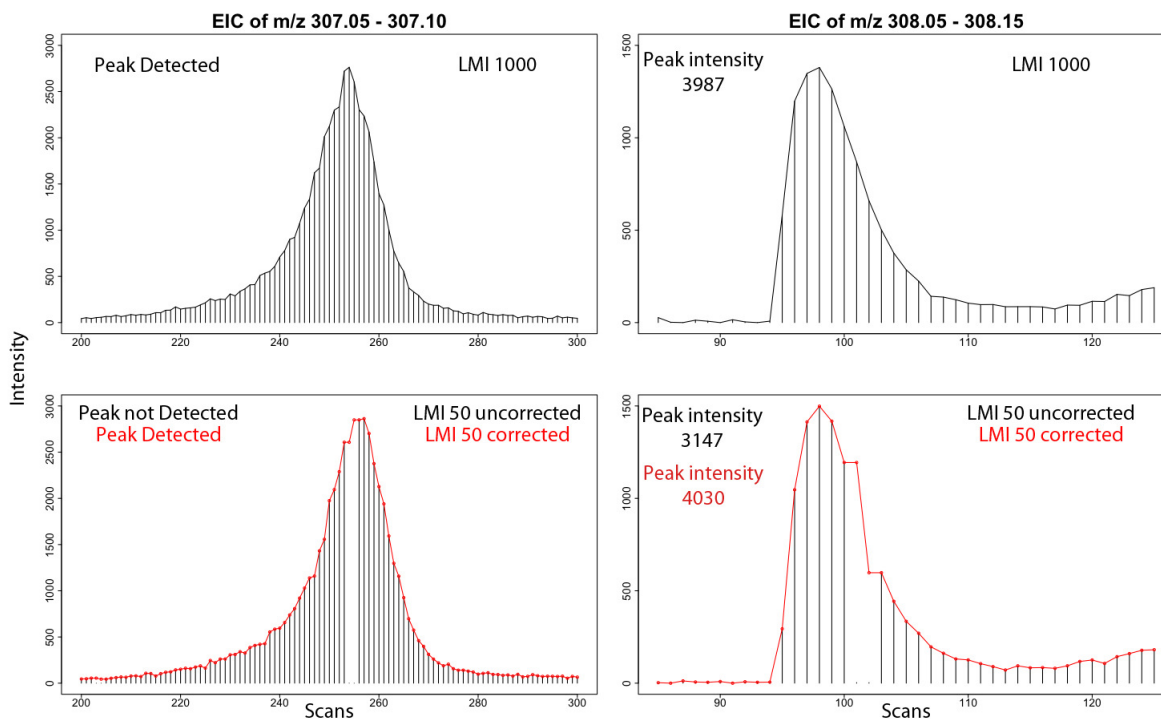 EIC of m/z 307.05 - 307.10
EIC of m/z 308.05 - 308.15
Peak Detected
LMI 1000
3000
2500
2000
1500
1000
500
0
200
220
240
260
280
300
Peak intensity
3987
LMI 1000
1500
1000
500
0
90
100
110
120
Intensity
Peak not Detected
Peak Detected
LMI 50 uncorrected
LMI 50 corrected
3000
2500
2000
1500
1000
500
0
200
220
240
260
280
300
Scans
Peak intensity
3147
Peak intensity
4030
LMI 50 uncorrected
LMI 50 corrected
1500
1000
500
0
90
100
110
120
Scans